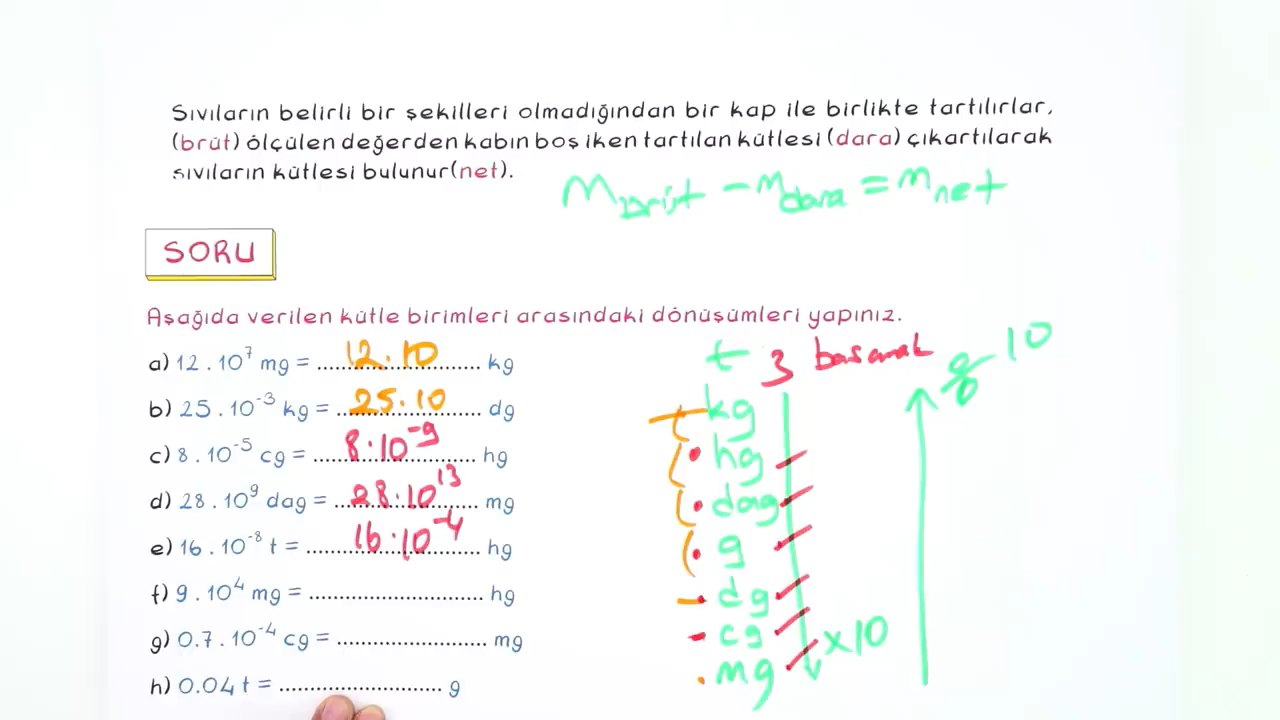 Sıvıların belirli bir şekilleri olmadığından bir kap ile birlikte tartılırlar,
(brüt) ölçülen değerden kabın boş iken tartılan kütlesi (dara) çıkartılarak
sıvıların kütlesi bulunur(net).
m brüt - m dara = m net
SORU
Aşağıda verilen kütle birimleri arasındaki dönüşümleri yapınız.
a) 12 . 10⁷ mg = 12.10 kg
b) 25 . 10⁻³ kg = 25.10 dg
c) 8 . 10⁻⁵ cg = 8.10⁻⁹ hg
d) 28 . 10⁹ dag = 28.10¹³ mg
e) 16 . 10⁻⁸ t = 16.10⁻⁴ hg
f) 9 . 10⁴ mg = ........ hg
g) 0.7 . 10⁻⁴ cg = ........ mg
h) 0.04 t = ........ g
t 3 basamak
kg
hg
dag
g
dg
cg
mg
x10
% 10